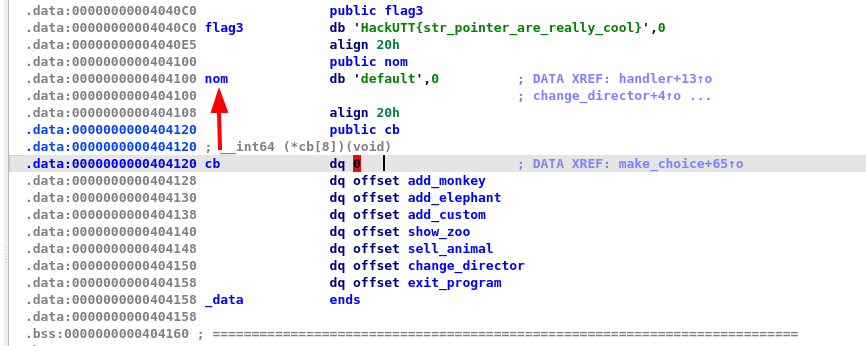 .data:00000000004040C0 public flag3
.data:00000000004040C0 flag3 db 'HackUTT{str_pointer_are_really_cool}',0
.data:00000000004040E5 align 20h
.data:0000000000404100 public nom
.data:0000000000404100 nom db 'default',0 ; DATA XREF: handler+13↑o
.data:0000000000404100 ; change_director+4↑o ...
.data:0000000000404108 align 20h
.data:0000000000404120 public cb
.data:0000000000404120 ; __int64 (*cb[8])(void)
.data:0000000000404120 cb dq 0 ; DATA XREF: make_choice+65↑o
.data:0000000000404128 dq offset add_monkey
.data:0000000000404130 dq offset add_elephant
.data:0000000000404138 dq offset add_custom
.data:0000000000404140 dq offset show_zoo
.data:0000000000404148 dq offset sell_animal
.data:0000000000404150 dq offset change_director
.data:0000000000404158 dq offset exit_program
.data:0000000000404158 _data ends
.data:0000000000404158
.bss:0000000000404160 ; ===========================================================================